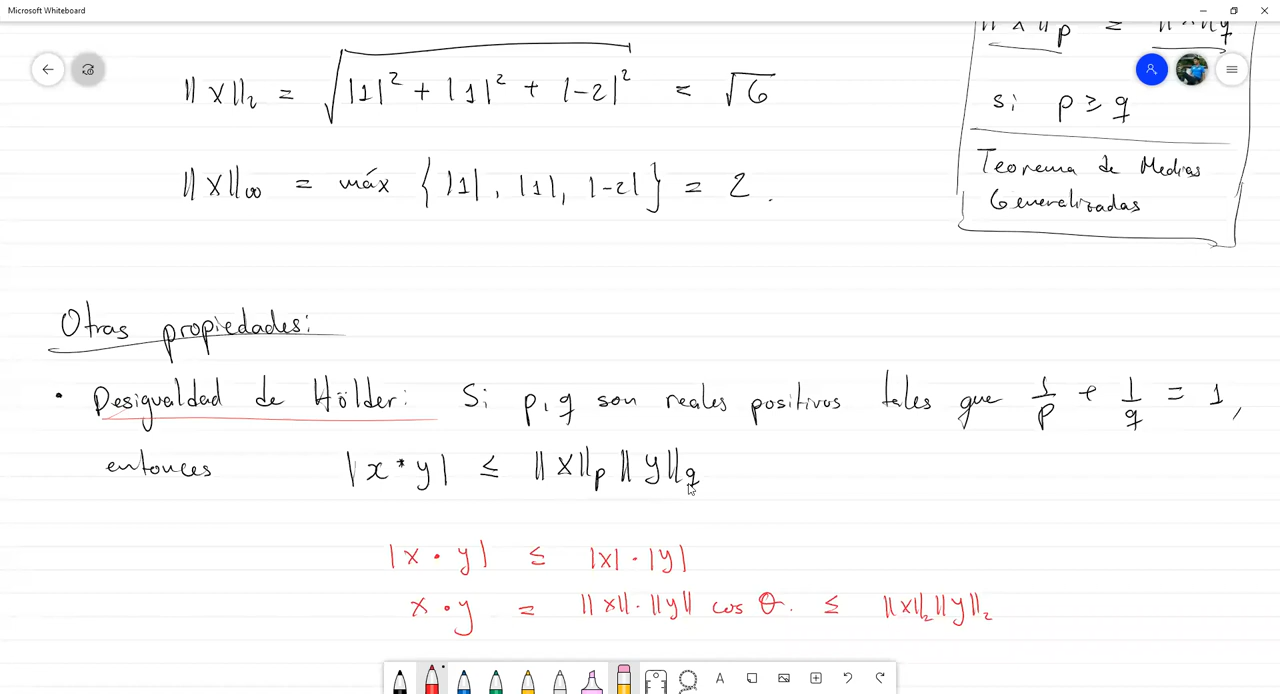 Microsoft Whiteboard
||x||p ≤ ||x||q
si p ≥ q
Teorema de Medias
Generalizadas
||x||₂ = √|1|² + |1|² + |-2|² = √6
||x||∞ = máx { |1|, |1|, |-2| } = 2.
Otras propiedades:
• Desigualdad de Hölder: Si p, q son reales positivos tales que 1/p + 1/q = 1,
entonces |x*y| ≤ ||x||p ||y||q
|x · y| ≤ |x| · |y|
x · y = ||x|| · ||y|| cos θ. ≤ ||x||₂ ||y||₂
A